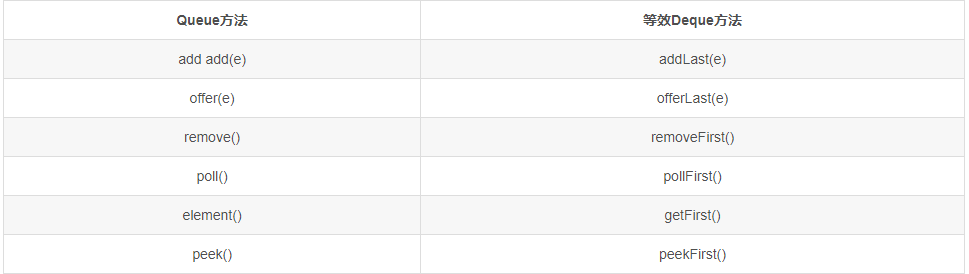 Queue方法 等效Deque方法
add add(e) addLast(e)
offer(e) offerLast(e)
remove() removeFirst()
poll() pollFirst()
element() getFirst()
peek() peekFirst()